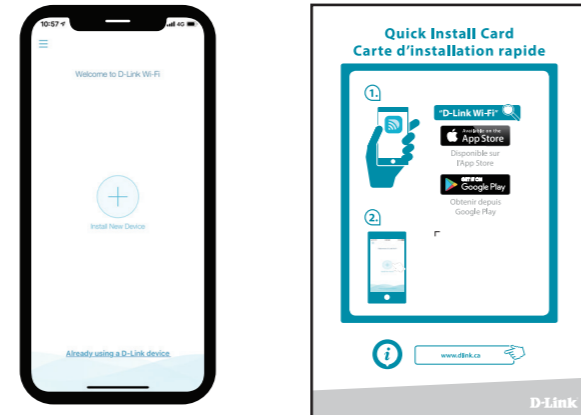 10:57
4G
Welcome to D-Link Wi-Fi
Install New Device
Already using a D-Link device
Quick Install Card
Carte d'installation rapide
1.
"D-Link Wi-Fi"
Available on the
App Store
Disponible sur
l'App Store
GET IT ON
Google Play
Obtenir depuis
Google Play
2.
i
www.dlink.ca
D-Link